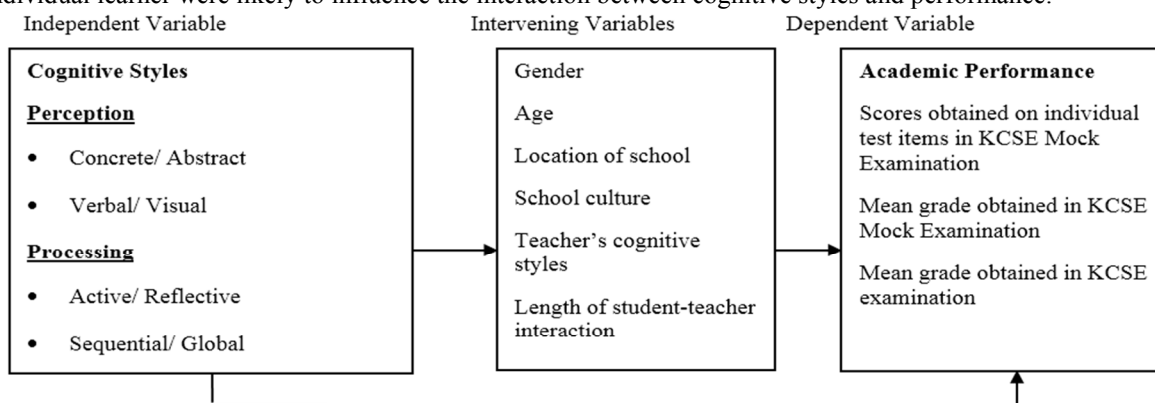 individual learner were likely to influence the interaction between cognitive styles and performance.
Independent Variable
Intervening Variables
Dependent Variable
Cognitive Styles
Perception
• Concrete/ Abstract
• Verbal/ Visual
Processing
• Active/ Reflective
• Sequential/ Global
Gender
Age
Location of school
School culture
Teacher's cognitive
styles
Length of student-teacher
interaction
Academic Performance
Scores obtained on individual
test items in KCSE Mock
Examination
Mean grade obtained in KCSE
Mock Examination
Mean grade obtained in KCSE
examination